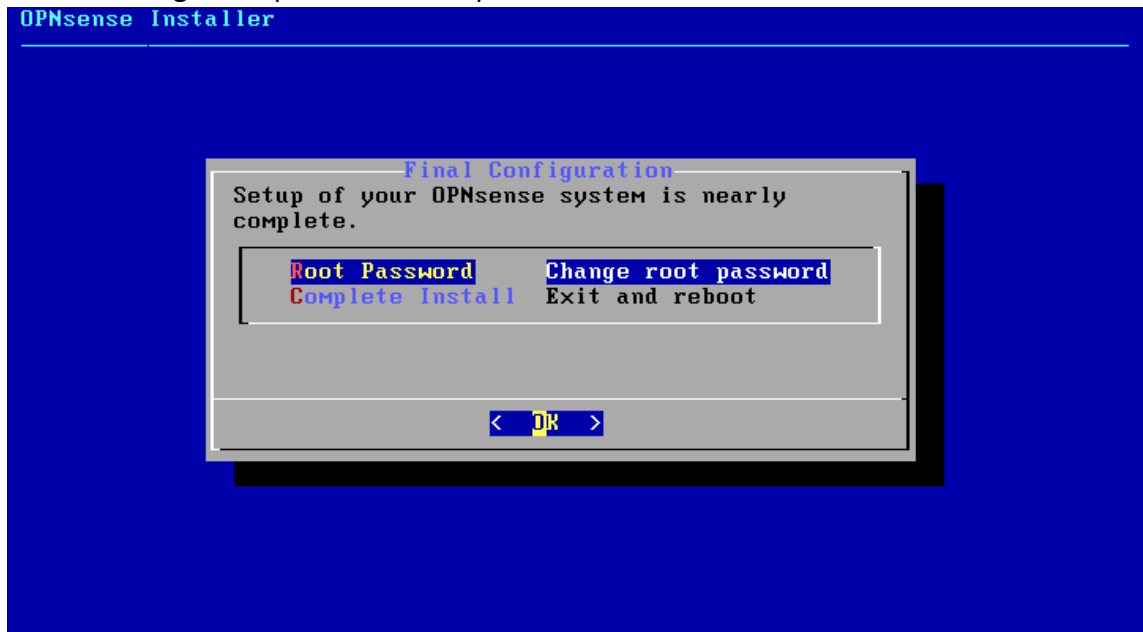 OPNsense Installer
Final Configuration
Setup of your OPNsense system is nearly
complete.
Root Password Change root password
Complete Install Exit and reboot
< OK >